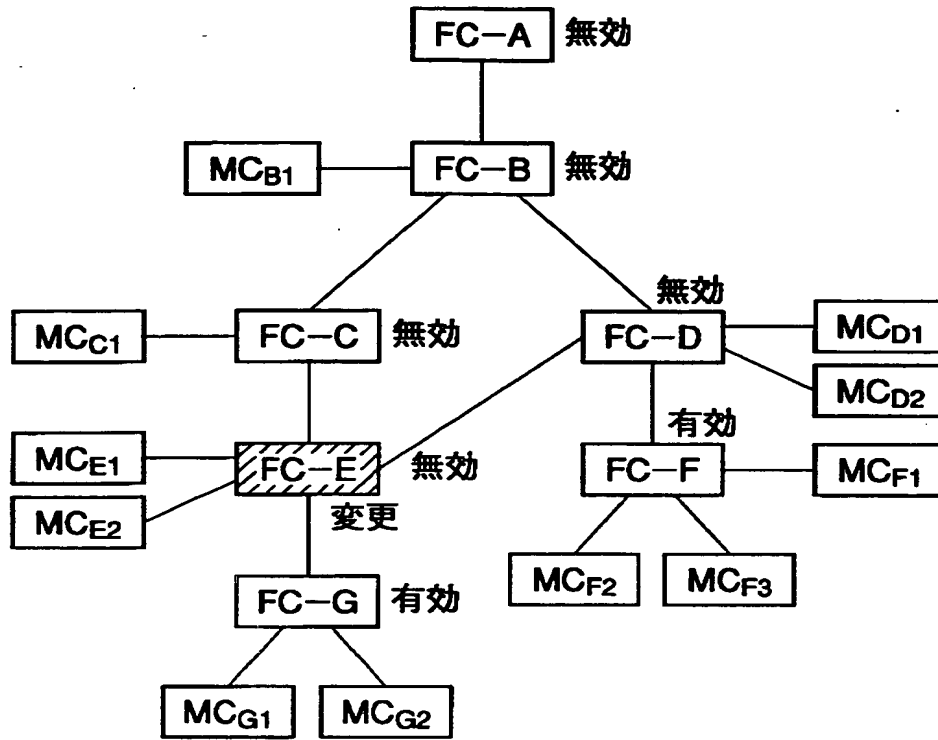 FC−A 無効
MCB1 FC−B 無効
無効
MCC1 FC−C 無効 FC−D MCD1
MCD2
有効
MCE1 FC−E 無効 FC−F MCF1
MCE2 変更
MCF2 MCF3
FC−G 有効
MCG1 MCG2